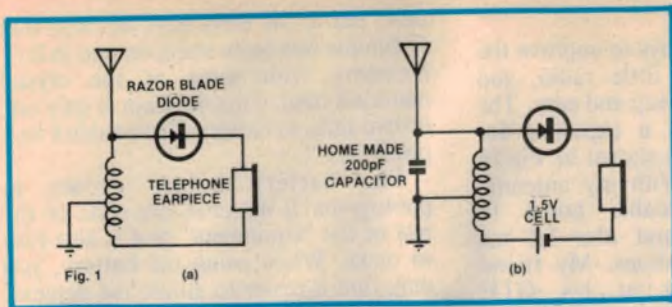 RAZOR BLADE
DIODE
TELEPHONE
EARPIECE
Fig. 1
(a)
HOME MADE
200pF
CAPACITOR
1.5V
CELL
(b)